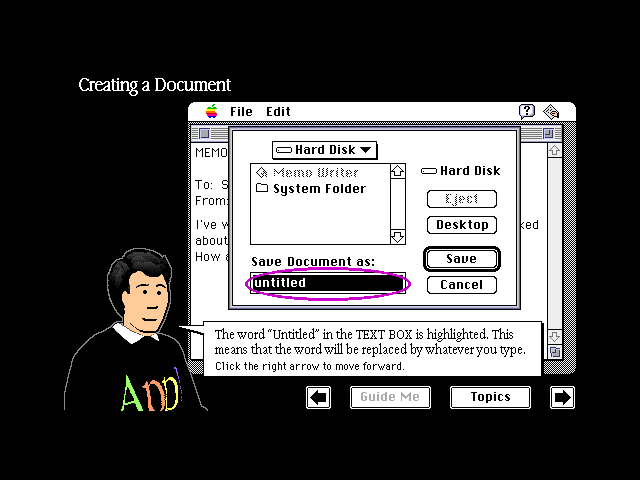 Creating a Document
File Edit
MEMO
Hard Disk
Memo Writer
System Folder
Hard Disk
Eject
Desktop
Save
Cancel
To: S
From:
I've w
ked
about
How a
Save Document as:
untitled
The word “Untitled” in the TEXT BOX is highlighted. This
means that the word will be replaced by whatever you type.
Click the right arrow to move forward.
App
Guide Me
Topics